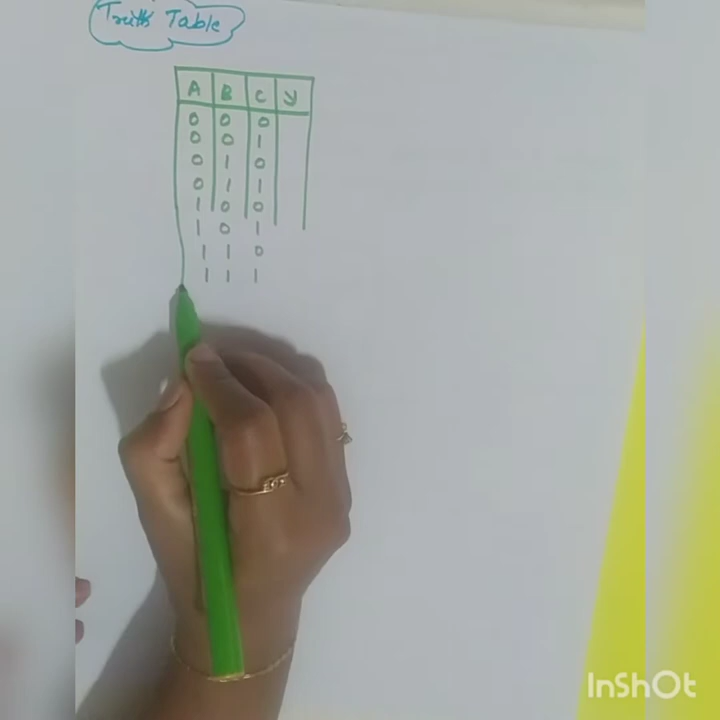 Truth Table
A B C Y
0 0 0
0 0 1
0 1 0
0 1 1
1 0 0
1 0 1
1 1 0
1 1 1
InShOt